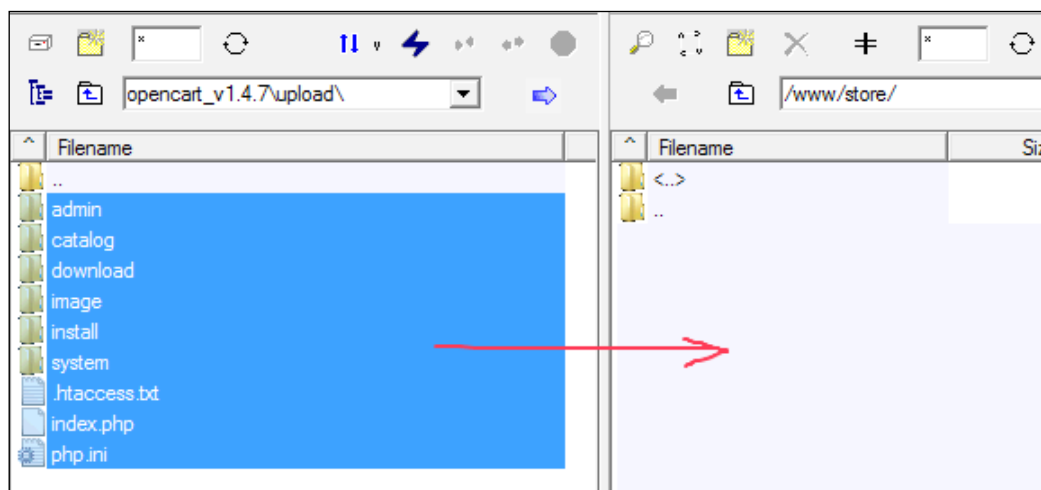 *
*
opencart_v1.4.7\upload\
/www/store/
^ Filename
^ Filename
..
<..>
admin
..
catalog
download
image
install
system
.htaccess.txt
index.php
php.ini